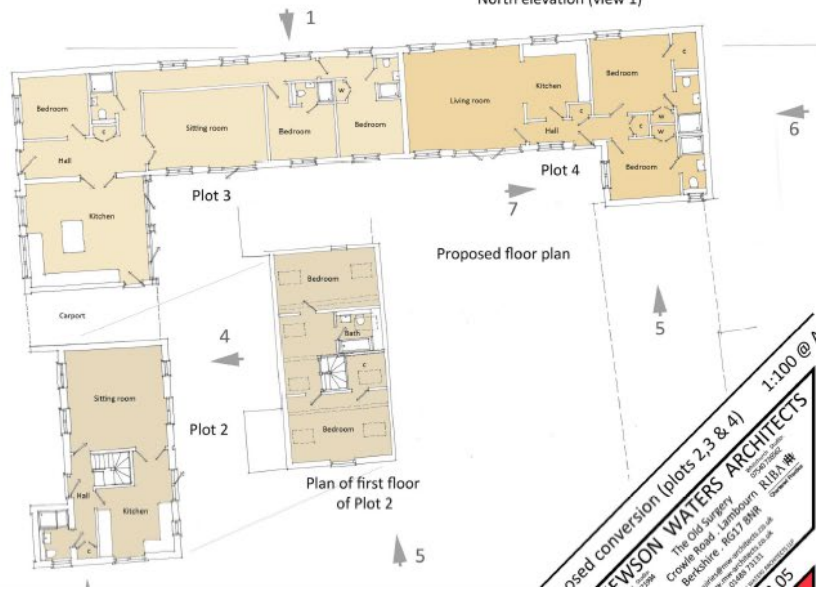 North elevation (view 1)
1
Bedroom
C
Hall
Sitting room
Bedroom
W
Bedroom
Living room
Kitchen
C
Hall
Bedroom
C
C
W
W
Bedroom
6
Kitchen
Plot 3
Plot 4
7
Proposed floor plan
Carport
Bedroom
Bath
C
Bedroom
4
5
Sitting room
Plot 2
Hall
Kitchen
C
Plan of first floor
of Plot 2
5
osed conversion (plots 2,3 & 4)
1:100 @ A
EWSON WATERS ARCHITECTS
The Old Surgery
Crowle Road . Lambourn
Berkshire . RG17 8NR
RIBA
Chartered Practice
05